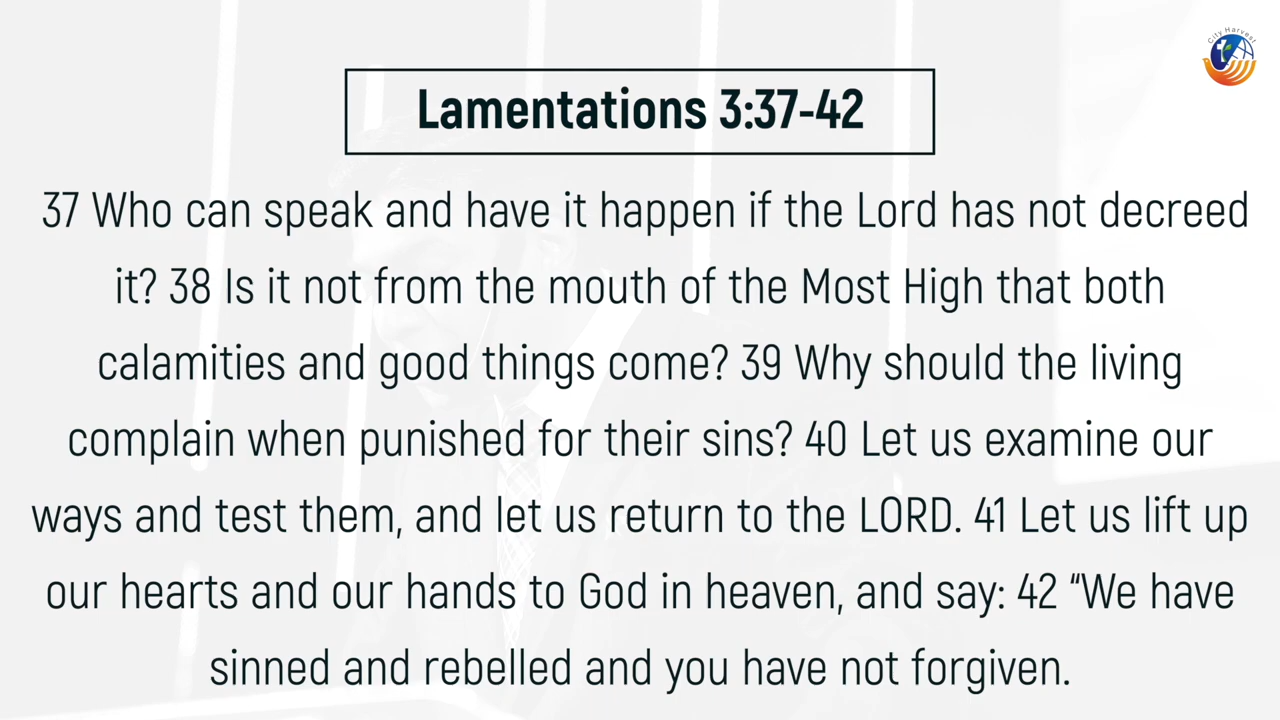 City Harvest
Lamentations 3:37-42
37 Who can speak and have it happen if the Lord has not decreed
it? 38 Is it not from the mouth of the Most High that both
calamities and good things come? 39 Why should the living
complain when punished for their sins? 40 Let us examine our
ways and test them, and let us return to the LORD. 41 Let us lift up
our hearts and our hands to God in heaven, and say: 42 “We have
sinned and rebelled and you have not forgiven.